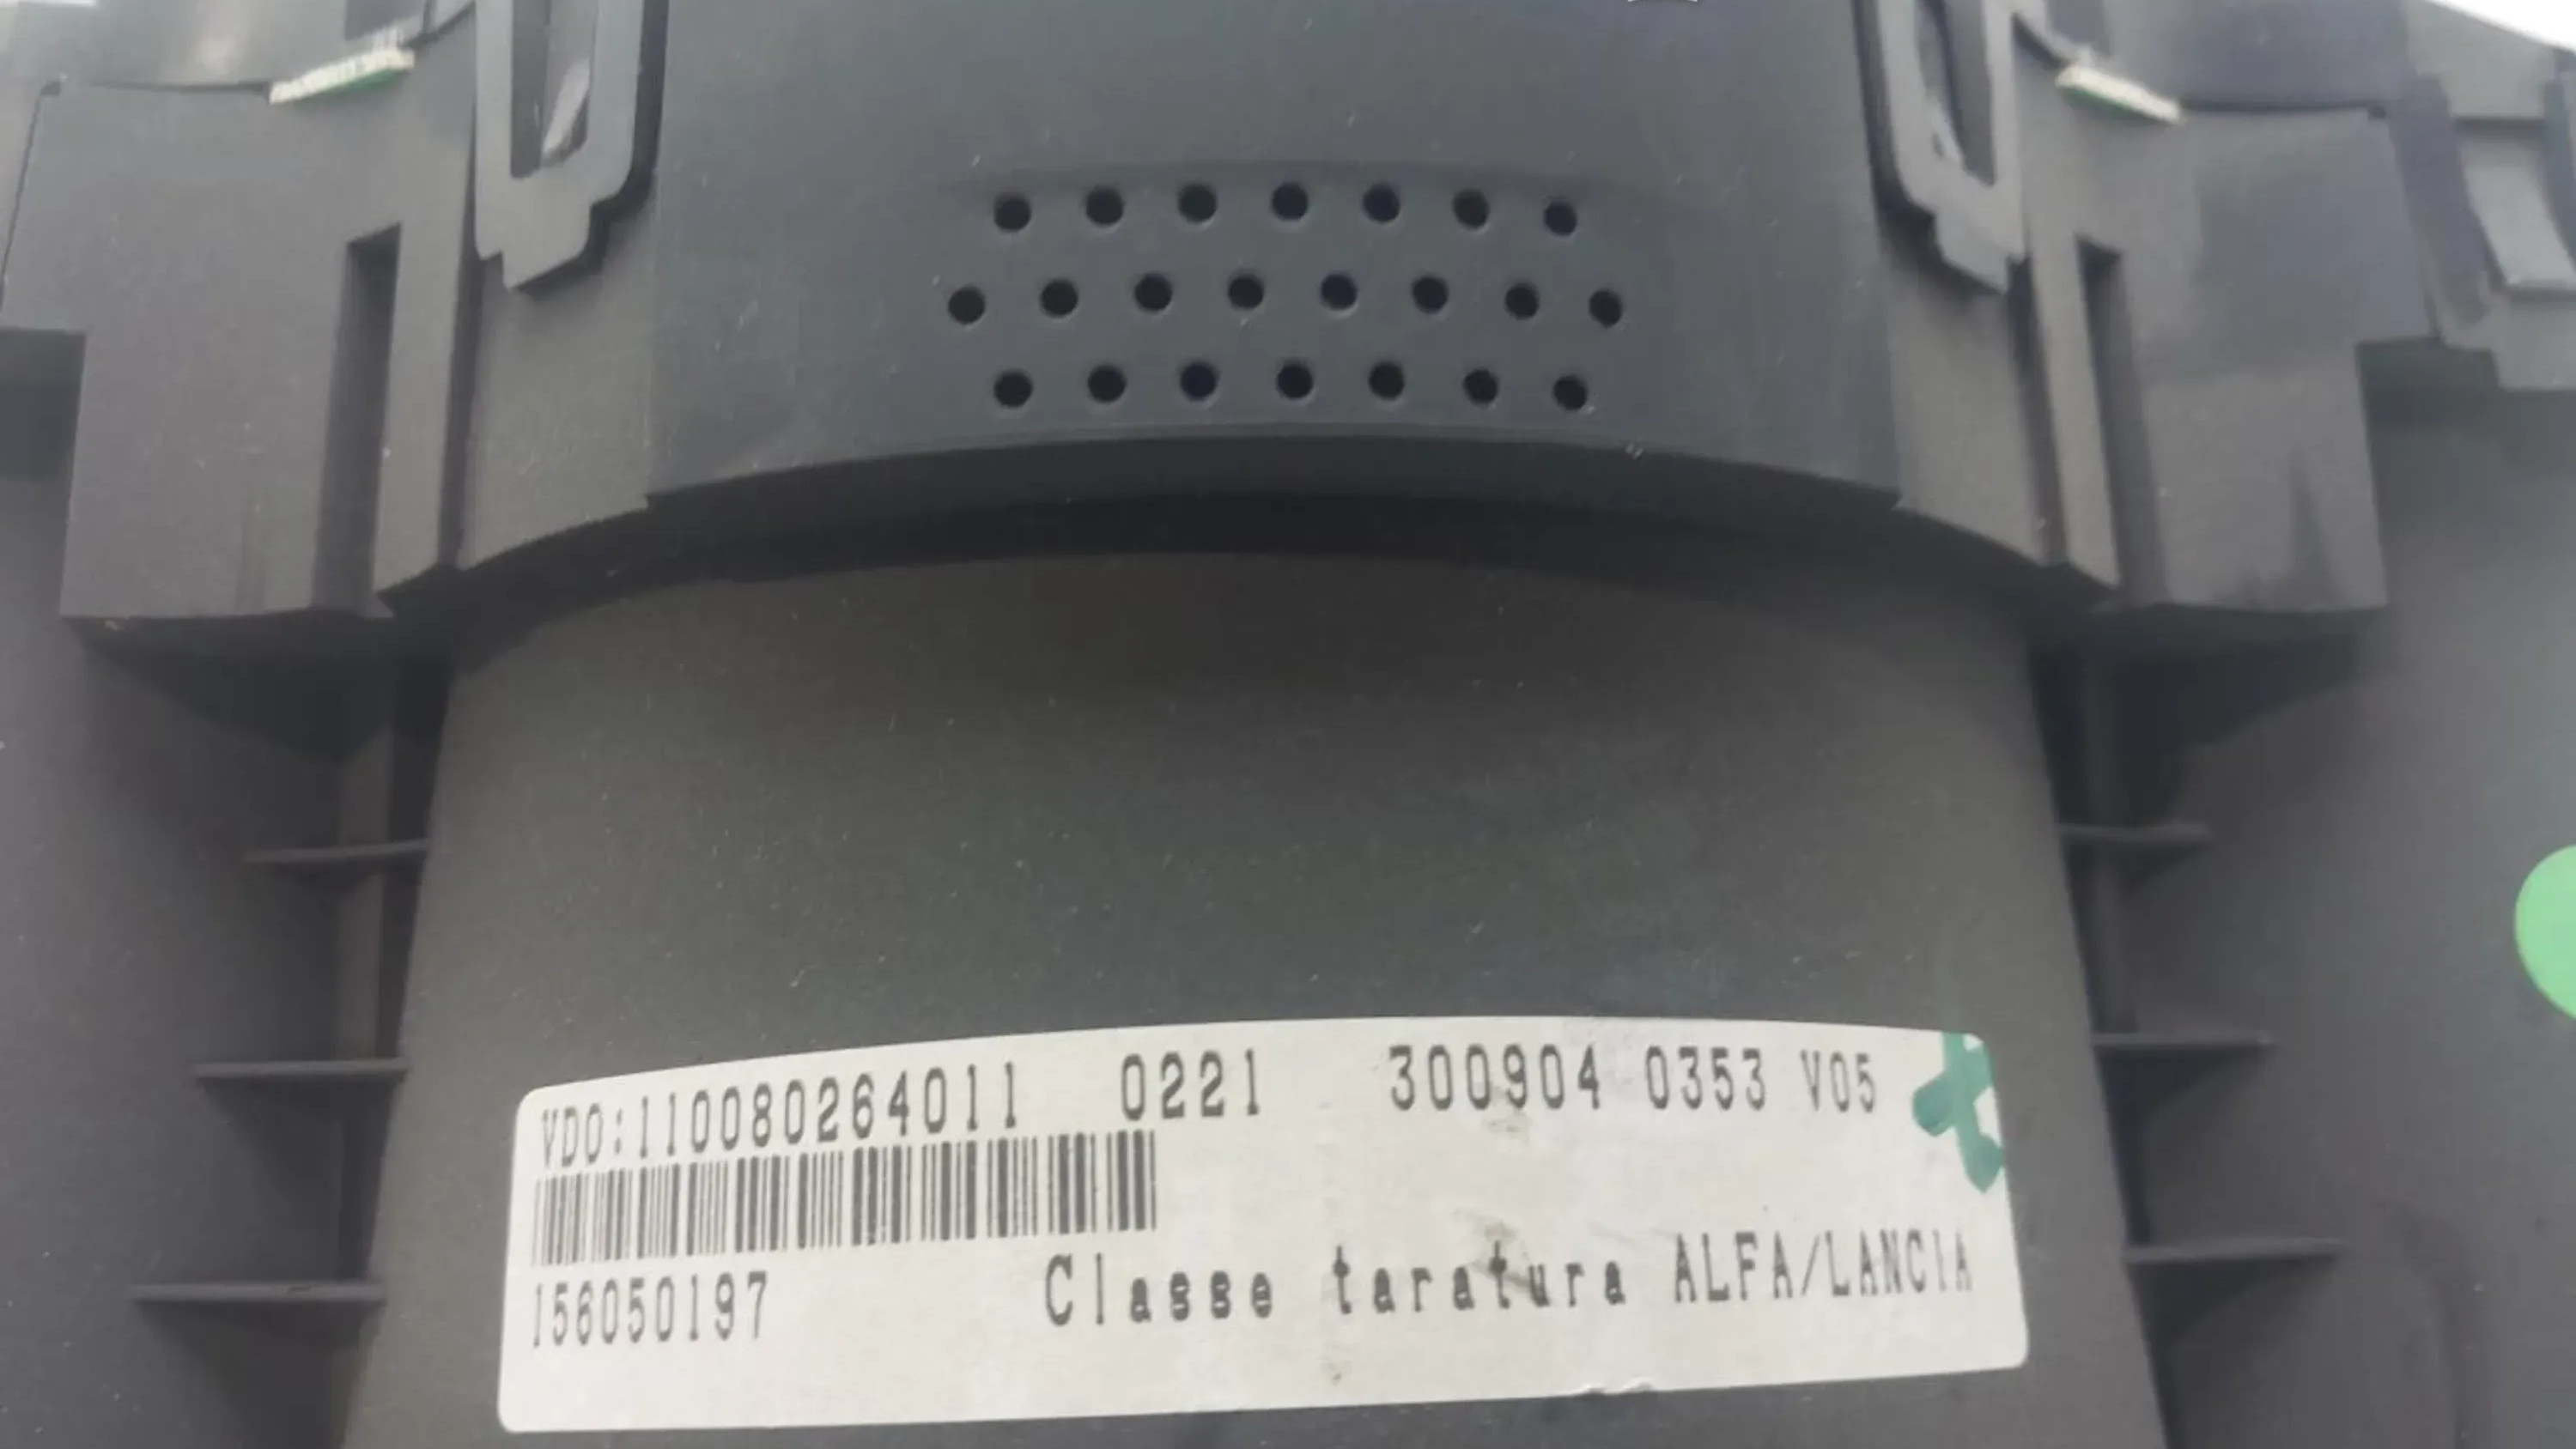 VDO:110080264011 0221 300904 0353 V05
156050197 Classe taratura ALFA/LANCIA